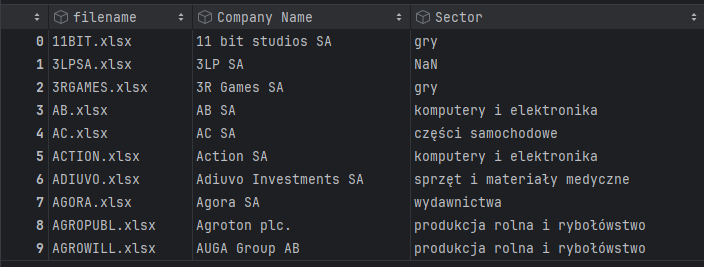 filename Company Name Sector
0 11BIT.xlsx 11 bit studios SA gry
1 3LPSA.xlsx 3LP SA NaN
2 3RGAMES.xlsx 3R Games SA gry
3 AB.xlsx AB SA komputery i elektronika
4 AC.xlsx AC SA części samochodowe
5 ACTION.xlsx Action SA komputery i elektronika
6 ADIUVO.xlsx Adiuvo Investments SA sprzęt i materiały medyczne
7 AGORA.xlsx Agora SA wydawnictwa
8 AGROPUBL.xlsx Agroton plc. produkcja rolna i rybołówstwo
9 AGROWILL.xlsx AUGA Group AB produkcja rolna i rybołówstwo